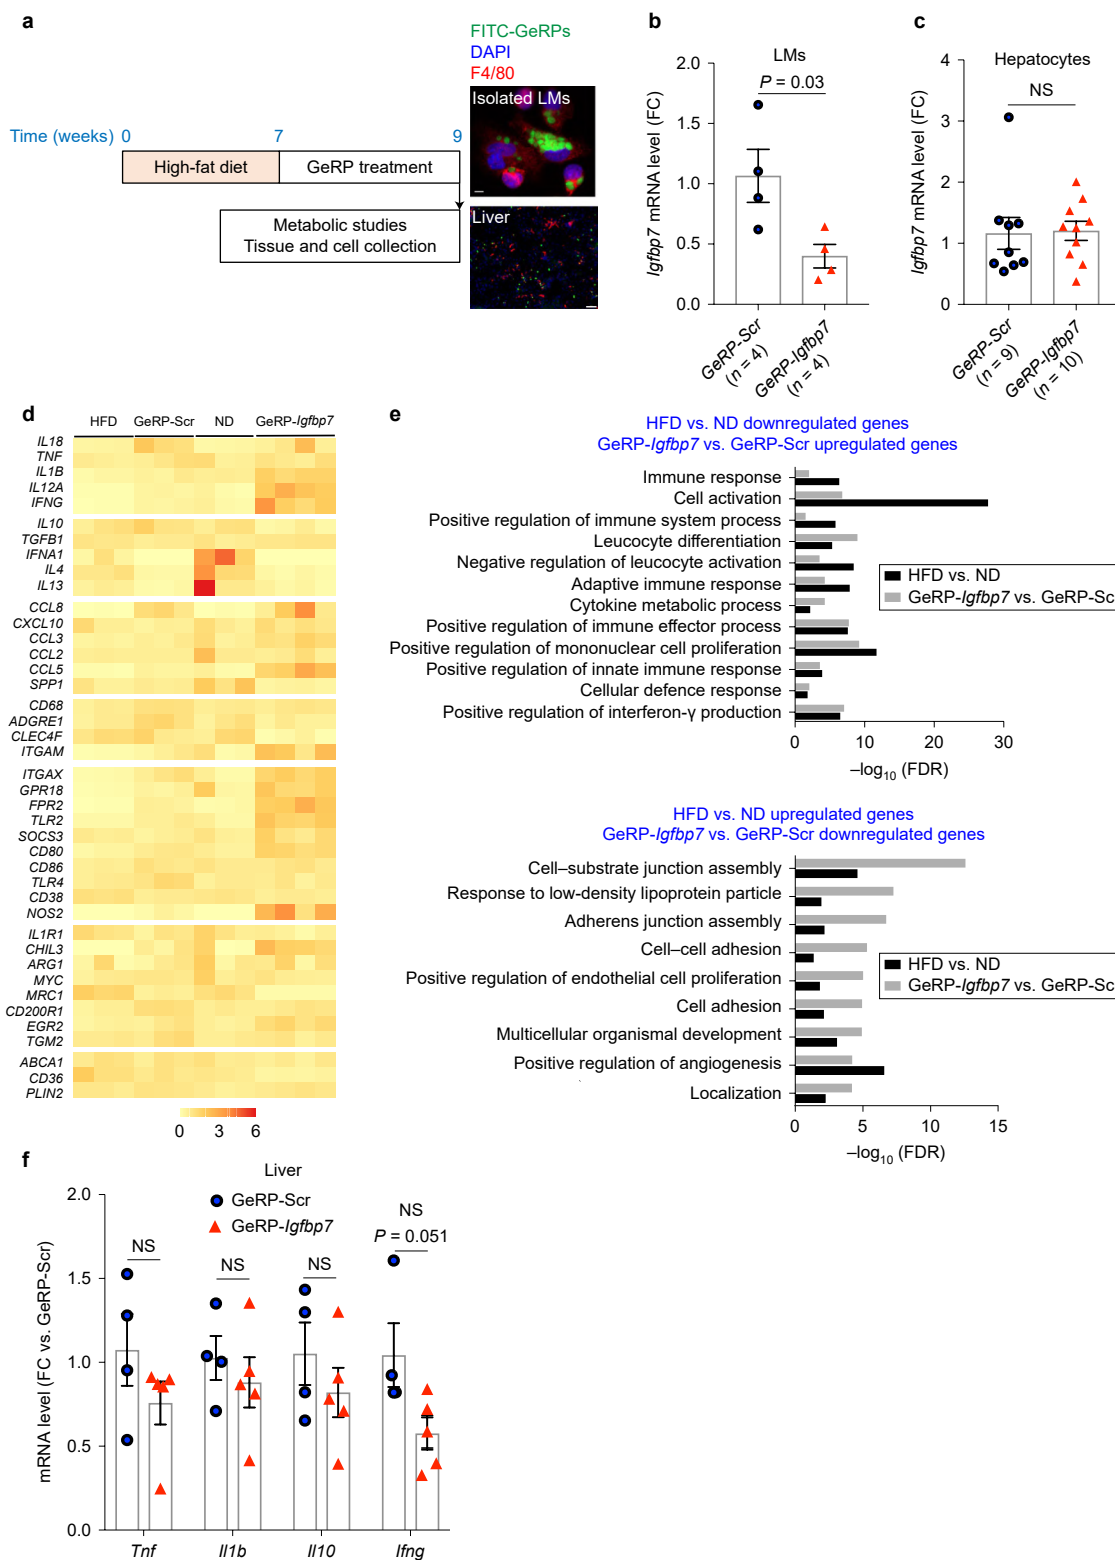 a
FITC-GeRPs
DAPI
F4/80
Isolated LMs
Liver
Time (weeks) 0 7 9
High-fat diet GeRP treatment
Metabolic studies
Tissue and cell collection
b
LMs
P = 0.03
Igfbp7 mRNA level (FC)
2.0
1.5
1.0
0.5
0.0
GeRP-Scr
(n = 4)
GeRP-Igfbp7
(n = 4)
c
Hepatocytes
NS
Igfbp7 mRNA level (FC)
4
3
2
1
0
GeRP-Scr
(n = 9)
GeRP-Igfbp7
(n = 10)
d
HFD GeRP-Scr ND GeRP-Igfbp7
IL18
TNF
IL1B
IL12A
IFNG
IL10
TGFB1
IFNA1
IL4
IL13
CCL8
CXCL10
CCL3
CCL2
CCL5
SPP1
CD68
ADGRE1
CLEC4F
ITGAM
ITGAX
GPR18
FPR2
TLR2
SOCS3
CD80
CD86
TLR4
CD38
NOS2
IL1R1
CHIL3
ARG1
MYC
MRC1
CD200R1
EGR2
TGM2
ABCA1
CD36
PLIN2
0 3 6
e
HFD vs. ND downregulated genes
GeRP-Igfbp7 vs. GeRP-Scr upregulated genes
Immune response
Cell activation
Positive regulation of immune system process
Leucocyte differentiation
Negative regulation of leucocyte activation
Adaptive immune response
Cytokine metabolic process
Positive regulation of immune effector process
Positive regulation of mononuclear cell proliferation
Positive regulation of innate immune response
Cellular defence response
Positive regulation of interferon-γ production
HFD vs. ND
GeRP-Igfbp7 vs. GeRP-Sc
0 10 20 30
–log10 (FDR)
HFD vs. ND upregulated genes
GeRP-Igfbp7 vs. GeRP-Scr downregulated genes
Cell–substrate junction assembly
Response to low-density lipoprotein particle
Adherens junction assembly
Cell–cell adhesion
Positive regulation of endothelial cell proliferation
Cell adhesion
Multicellular organismal development
Positive regulation of angiogenesis
Localization
HFD vs. ND
GeRP-Igfbp7 vs. GeRP-Sc
0 5 10 15
–log10 (FDR)
f
Liver
GeRP-Scr
GeRP-Igfbp7
NS
NS
NS
NS
P = 0.051
mRNA level (FC vs. GeRP-Scr)
2.0
1.5
1.0
0.5
0.0
Tnf Il1b Il10 Ifng